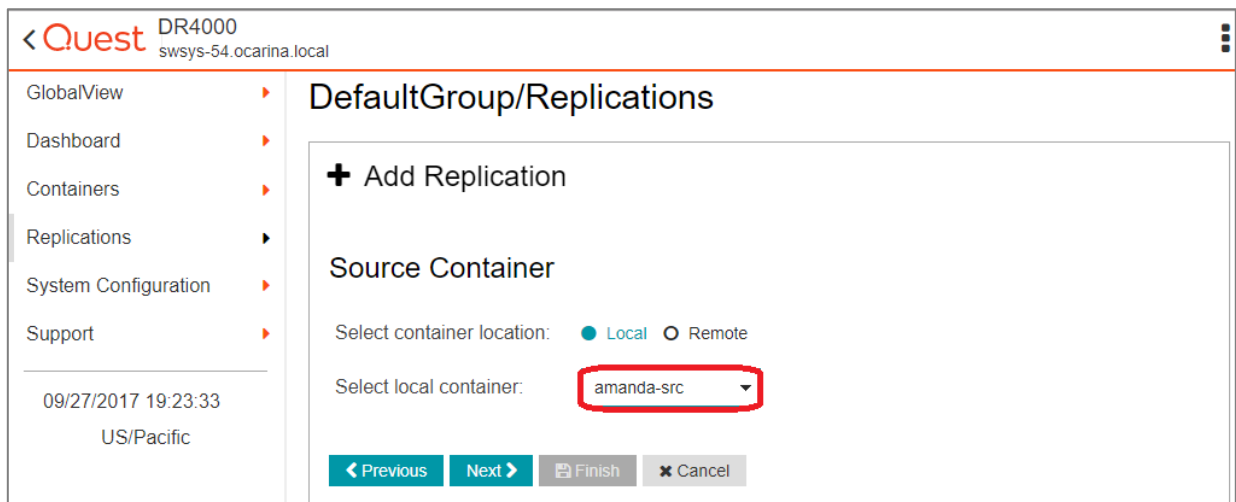 Quest DR4000
swsys-54.ocarina.local
GlobalView
Dashboard
Containers
Replications
System Configuration
Support
09/27/2017 19:23:33
US/Pacific
DefaultGroup/Replications
Add Replication
Source Container
Select container location: Local Remote
Select local container: amanda-src
Previous Next Finish Cancel